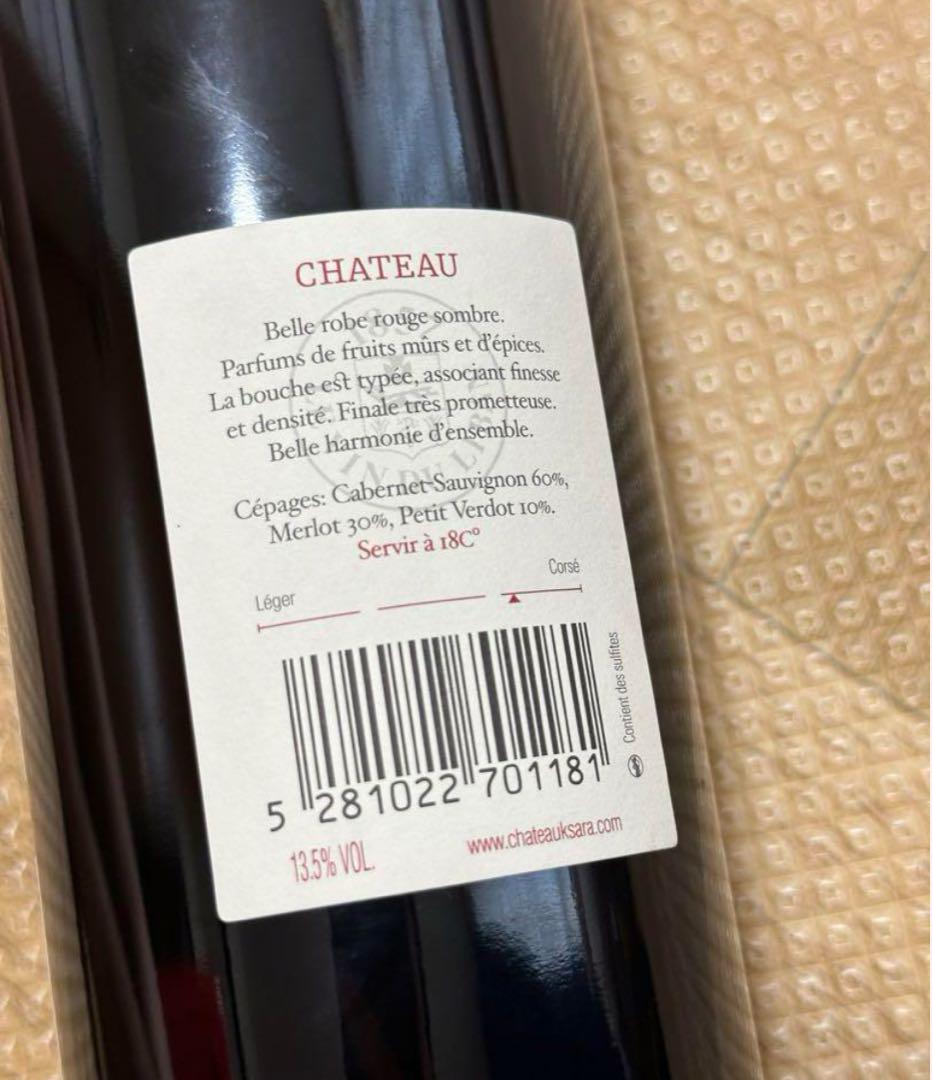 CHATEAU
Belle robe rouge sombre.
Parfums de fruits mûrs et d'épices.
La bouche est typée, associant finesse
et densité. Finale très prometteuse.
Belle harmonie d'ensemble.
Cépages: Cabernet-Sauvignon 60%,
Merlot 30%, Petit Verdot 10%.
Servir à 18C°
Léger
Corsé
Contient des sulfites
5 281022 701181
13.5% VOL.
www.chateauksara.com